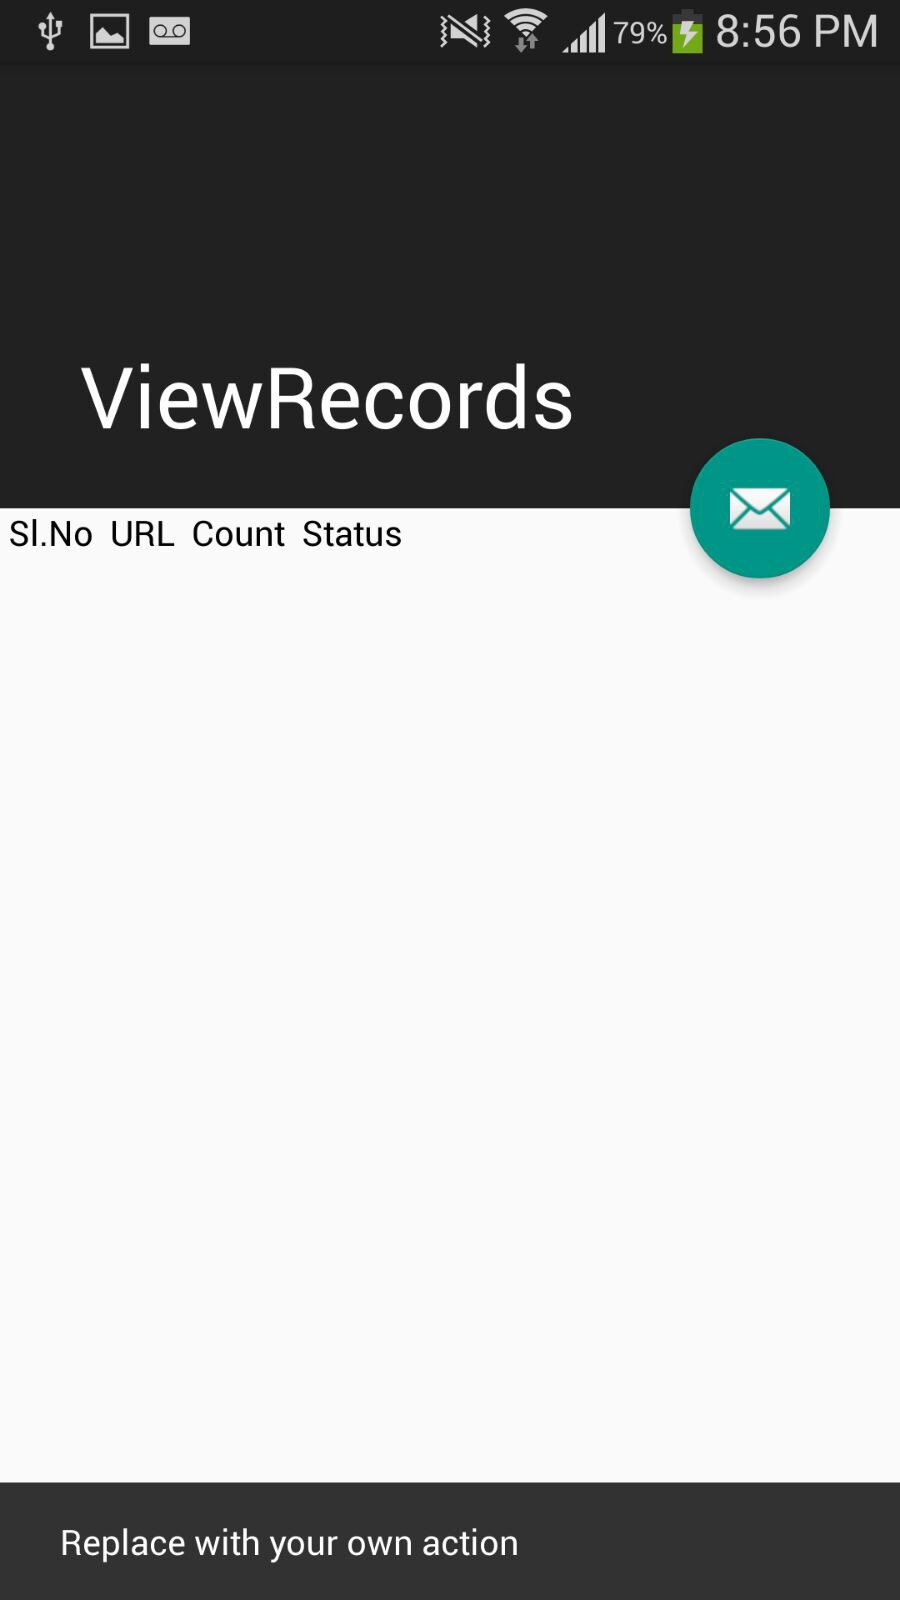 79% 8:56 PM
ViewRecords
Sl.No URL Count Status
Replace with your own action